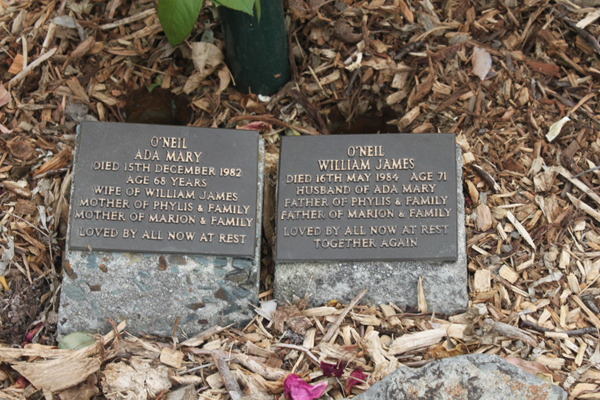 O'NEIL
ADA MARY
DIED 15TH DECEMBER 1982
AGE 68 YEARS
WIFE OF WILLIAM JAMES
MOTHER OF PHYLIS & FAMILY
MOTHER OF MARION & FAMILY
LOVED BY ALL NOW AT REST
O'NEIL
WILLIAM JAMES
DIED 16TH MAY 1984 AGE 71
HUSBAND OF ADA MARY
FATHER OF PHYLIS & FAMILY
FATHER OF MARION & FAMILY
LOVED BY ALL NOW AT REST
TOGETHER AGAIN